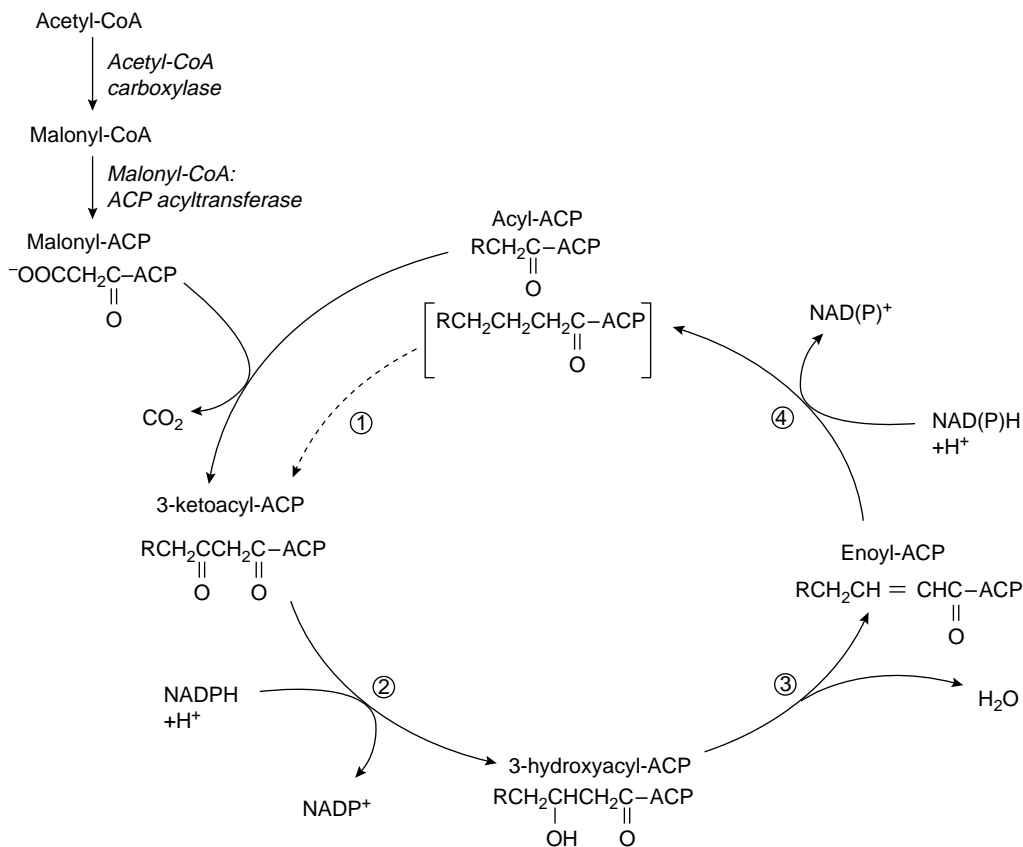 Acetyl-CoA
Acetyl-CoA
carboxylase
Malonyl-CoA
Malonyl-CoA:
ACP acyltransferase
Malonyl-ACP
⁻OOCCH₂C–ACP
O
Acyl-ACP
RCH₂C–ACP
O
[RCH₂CH₂CH₂C–ACP]
O
NAD(P)⁺
NAD(P)H
+H⁺
④
CO₂
①
3-ketoacyl-ACP
RCH₂CCH₂C–ACP
O O
Enoyl-ACP
RCH₂CH = CHC–ACP
O
NADPH
+H⁺
②
NADP⁺
③
H₂O
3-hydroxyacyl-ACP
RCH₂CHCH₂C–ACP
OH O